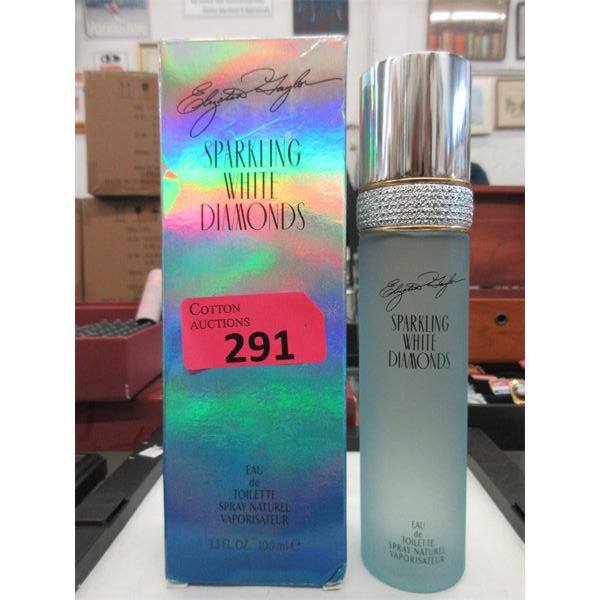 Elizabeth Taylor
SPARKLING
WHITE
DIAMONDS
COTTON
AUCTIONS
291
EAU
de
TOILETTE
SPRAY NATUREL
VAPORISATEUR
3.3 FL. OZ. 100 ml e
Elizabeth Taylor
SPARKLING
WHITE
DIAMONDS
EAU
de
TOILETTE
SPRAY NATUREL
VAPORISATEUR